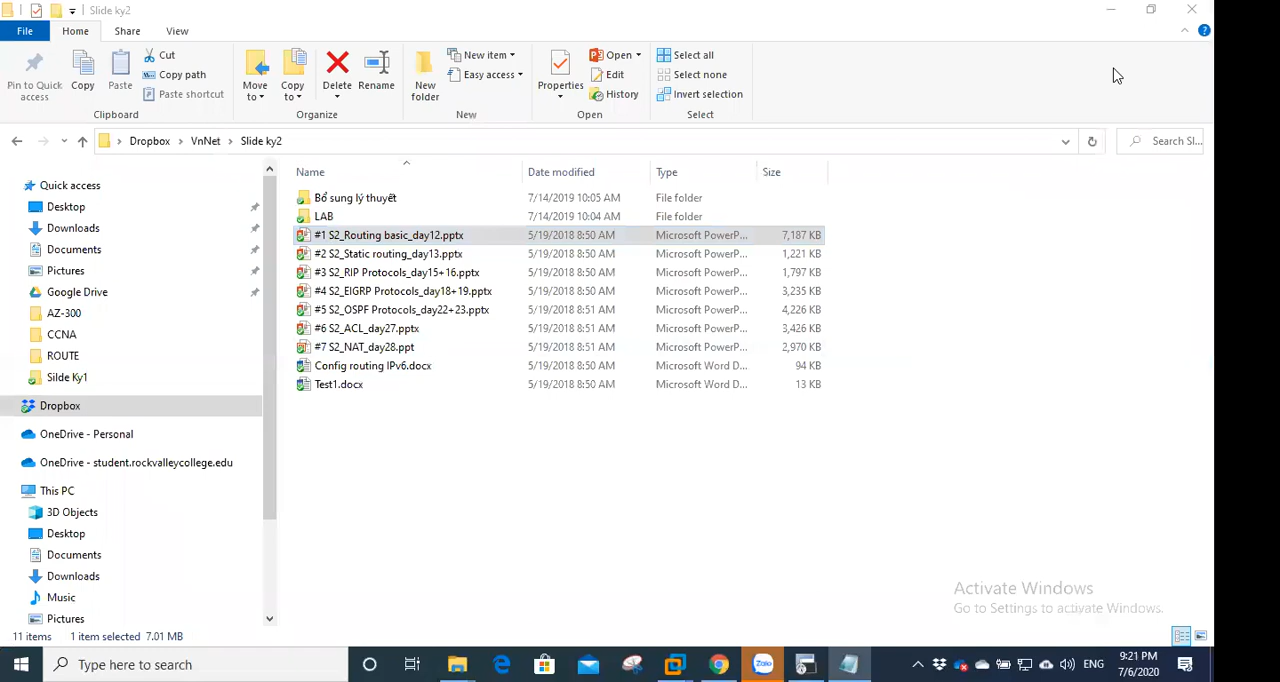 Slide ky2
File Home Share View
Pin to Quick access
Copy
Paste
Cut
Copy path
Paste shortcut
Clipboard
Move to
Copy to
Delete
Rename
Organize
New folder
New item
Easy access
New
Properties
Open
Edit
History
Open
Select all
Select none
Invert selection
Select
Dropbox VnNet Slide ky2
Search Sl...
Name Date modified Type Size
Bổ sung lý thuyết 7/14/2019 10:05 AM File folder
LAB 7/14/2019 10:04 AM File folder
#1 S2_Routing basic_day12.pptx 5/19/2018 8:50 AM Microsoft PowerP... 7,187 KB
#2 S2_Static routing_day13.pptx 5/19/2018 8:50 AM Microsoft PowerP... 1,221 KB
#3 S2_RIP Protocols_day15+16.pptx 5/19/2018 8:50 AM Microsoft PowerP... 1,797 KB
#4 S2_EIGRP Protocols_day18+19.pptx 5/19/2018 8:50 AM Microsoft PowerP... 3,235 KB
#5 S2_OSPF Protocols_day22+23.pptx 5/19/2018 8:51 AM Microsoft PowerP... 4,226 KB
#6 S2_ACL_day27.pptx 5/19/2018 8:51 AM Microsoft PowerP... 3,426 KB
#7 S2_NAT_day28.ppt 5/19/2018 8:51 AM Microsoft PowerP... 2,970 KB
Config routing IPv6.docx 5/19/2018 8:50 AM Microsoft Word D... 94 KB
Test1.docx 5/19/2018 8:50 AM Microsoft Word D... 13 KB
Quick access
Desktop
Downloads
Documents
Pictures
Google Drive
AZ-300
CCNA
ROUTE
Silde Ky1
Dropbox
OneDrive - Personal
OneDrive - student.rockvalleycollege.edu
This PC
3D Objects
Desktop
Documents
Downloads
Music
Pictures
Activate Windows
Go to Settings to activate Windows.
11 items 1 item selected 7.01 MB
Type here to search
Zalo
ENG
9:21 PM
7/6/2020